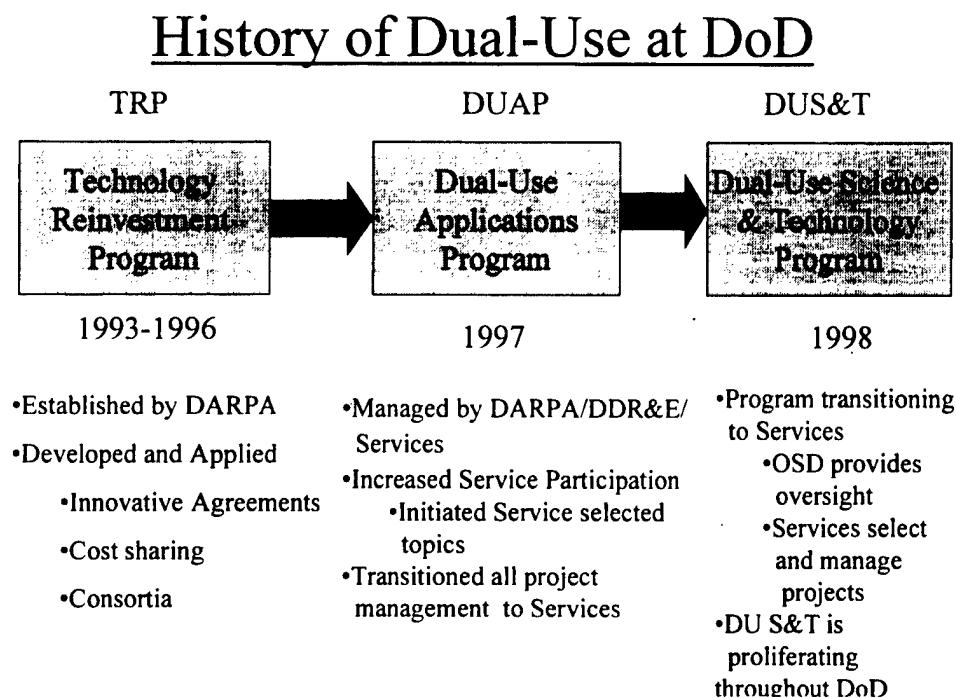 History of Dual-Use at DoD
TRP
Technology
Reinvestment
Program
1993-1996
•Established by DARPA
•Developed and Applied
•Innovative Agreements
•Cost sharing
•Consortia
DUAP
Dual-Use
Applications
Program
1997
•Managed by DARPA/DDR&E/
Services
•Increased Service Participation
•Initiated Service selected
topics
•Transitioned all project
management to Services
DUS&T
Dual-Use Science
& Technology
Program
1998
•Program transitioning
to Services
•OSD provides
oversight
•Services select
and manage
projects
•DU S&T is
proliferating
throughout DoD